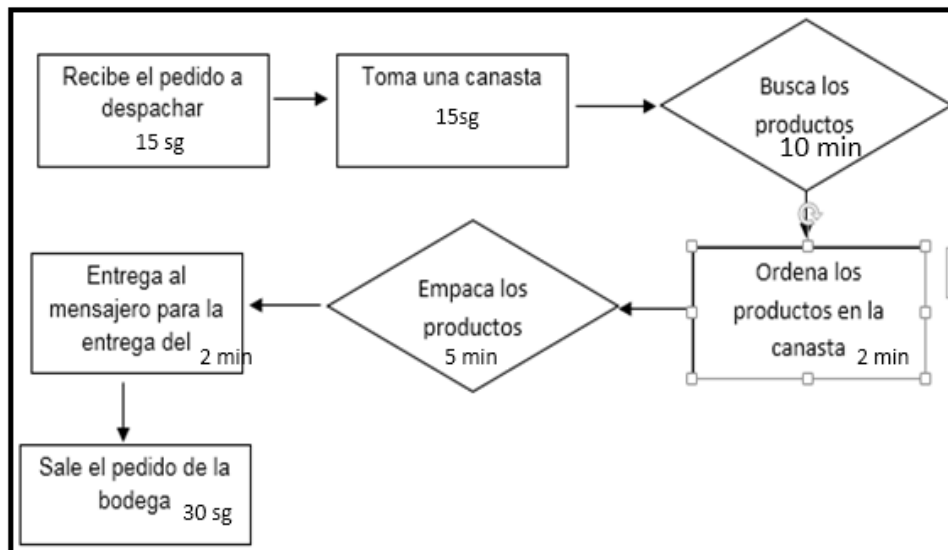 Recibe el pedido a
despachar
15 sg
Toma una canasta
15sg
Busca los
productos
10 min
Ordena los
productos en la
canasta 2 min
Empaca los
productos
5 min
Entrega al
mensajero para la
entrega del 2 min
Sale el pedido de la
bodega 30 sg